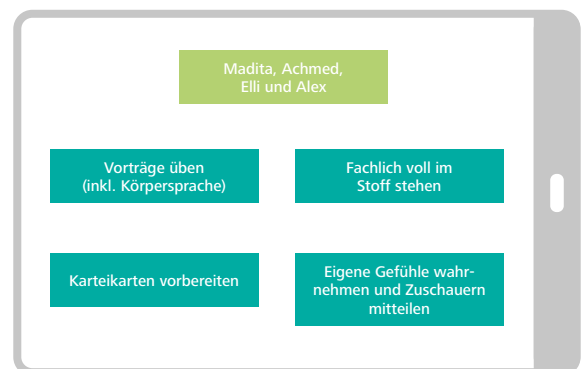 Madita, Achmed,
Elli und Alex
Vorträge üben
(inkl. Körpersprache)
Fachlich voll im
Stoff stehen
Karteikarten vorbereiten
Eigene Gefühle wahr-
nehmen und Zuschauern
mitteilen